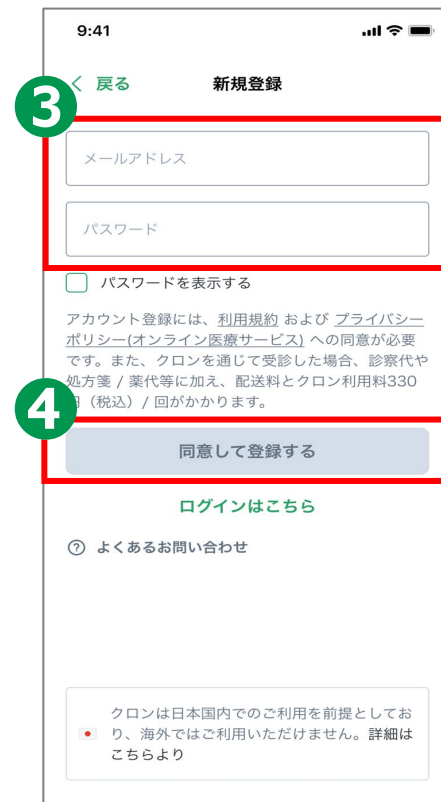 9:41
戻る 新規登録
3
メールアドレス
パスワード
パスワードを表示する
アカウント登録には、利用規約 および プライバシー
ポリシー(オンライン医療サービス) への同意が必要
です。また、クロンを通じて受診した場合、診察代や
処方箋 / 薬代等に加え、配送料とクロン利用料330
（税込）/ 回がかかります。
4
同意して登録する
ログインはこちら
? よくあるお問い合わせ
クロンは日本国内でのご利用を前提としてお
り、海外ではご利用いただけません。詳細は
こちらより